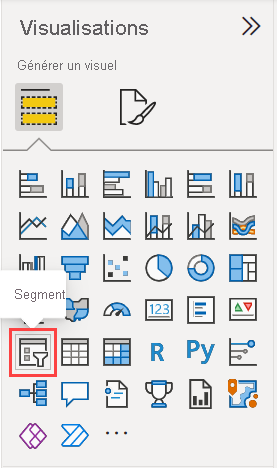 Visualisations
Générer un visuel
Segment
123
R
Py